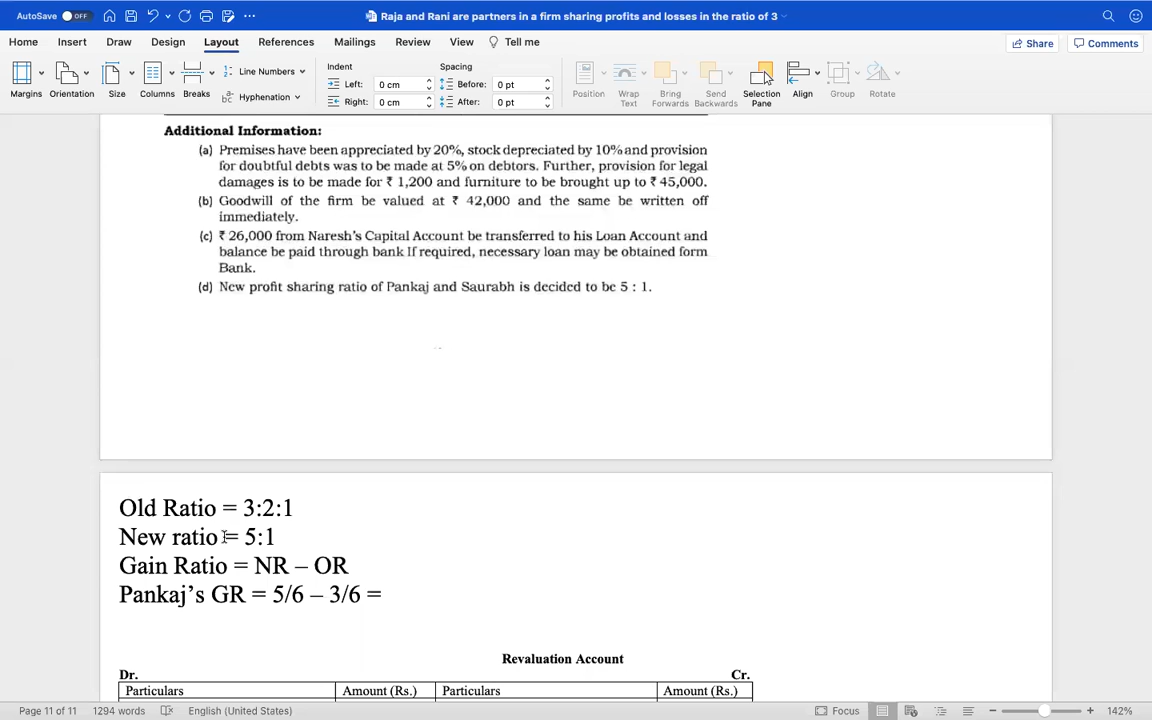 AutoSave OFF ... Raja and Rani are partners in a firm sharing profits and losses in the ratio of 3
Home Insert Draw Design Layout References Mailings Review View Tell me Share Comments
Margins Orientation Size Columns Breaks Line Numbers Hyphenation Indent Left: 0 cm Right: 0 cm Spacing Before: 0 pt After: 0 pt Position Wrap Text Bring Forwards Send Backwards Selection Pane Align Group Rotate
Additional Information:
(a) Premises have been appreciated by 20%, stock depreciated by 10% and provision
for doubtful debts was to be made at 5% on debtors. Further, provision for legal
damages is to be made for ₹ 1,200 and furniture to be brought up to ₹ 45,000.
(b) Goodwill of the firm be valued at ₹ 42,000 and the same be written off
immediately.
(c) ₹ 26,000 from Naresh's Capital Account be transferred to his Loan Account and
balance be paid through bank If required, necessary loan may be obtained form
Bank.
(d) New profit sharing ratio of Pankaj and Saurabh is decided to be 5 : 1.
Old Ratio = 3:2:1
New ratio = 5:1
Gain Ratio = NR – OR
Pankaj's GR = 5/6 – 3/6 =
Revaluation Account
Dr. Cr.
Particulars Amount (Rs.) Particulars Amount (Rs.)
Page 11 of 11 1294 words English (United States) Focus 142%